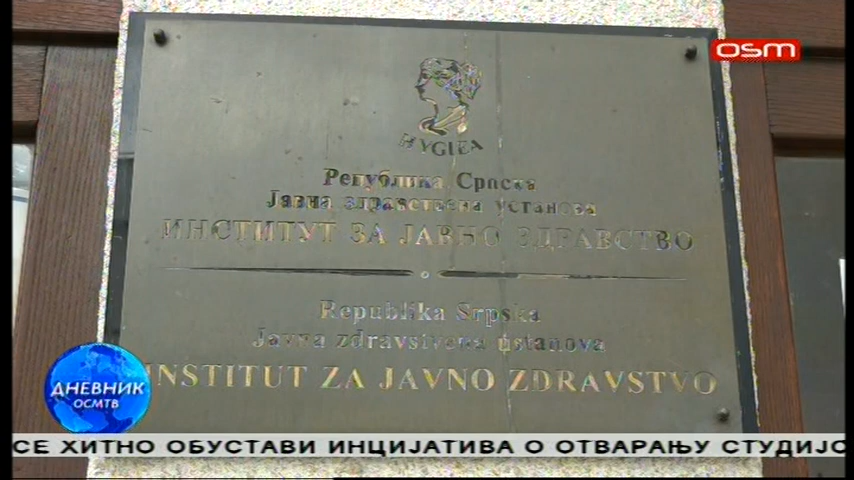 OSM
HYGIEA
Република Српска
Јавна здравствена установа
ИНСТИТУТ ЗА ЈАВНО ЗДРАВСТВО
Republika Srpska
Javna zdravstvena ustanova
INSTITUT ZA JAVNO ZDRAVSTVO
ДНЕВНИК
ОСМТВ
СЕ ХИТНО ОБУСТАВИ ИНЦИЈАТИВА О ОТВАРАЊУ СТУДИЈС